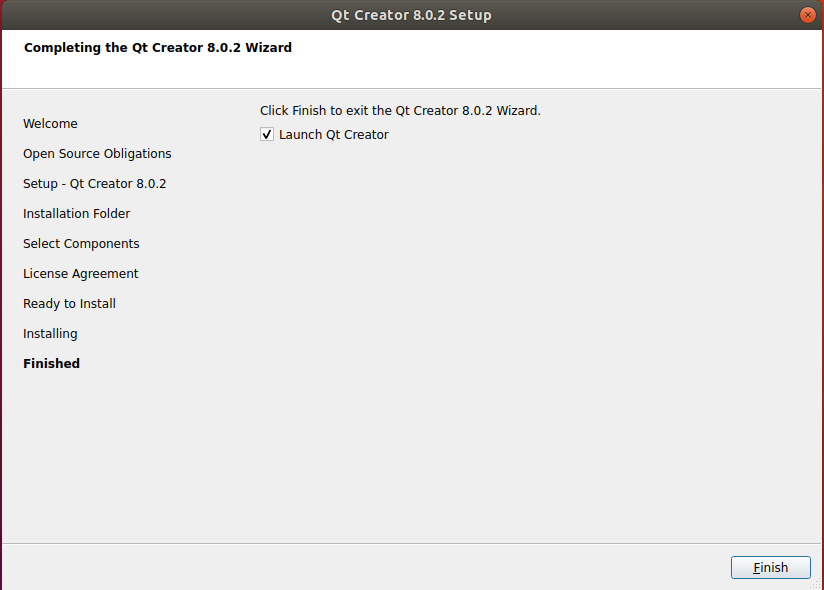 Qt Creator 8.0.2 Setup
Completing the Qt Creator 8.0.2 Wizard
Welcome
Open Source Obligations
Setup - Qt Creator 8.0.2
Installation Folder
Select Components
License Agreement
Ready to Install
Installing
Finished
Click Finish to exit the Qt Creator 8.0.2 Wizard.
Launch Qt Creator
Finish